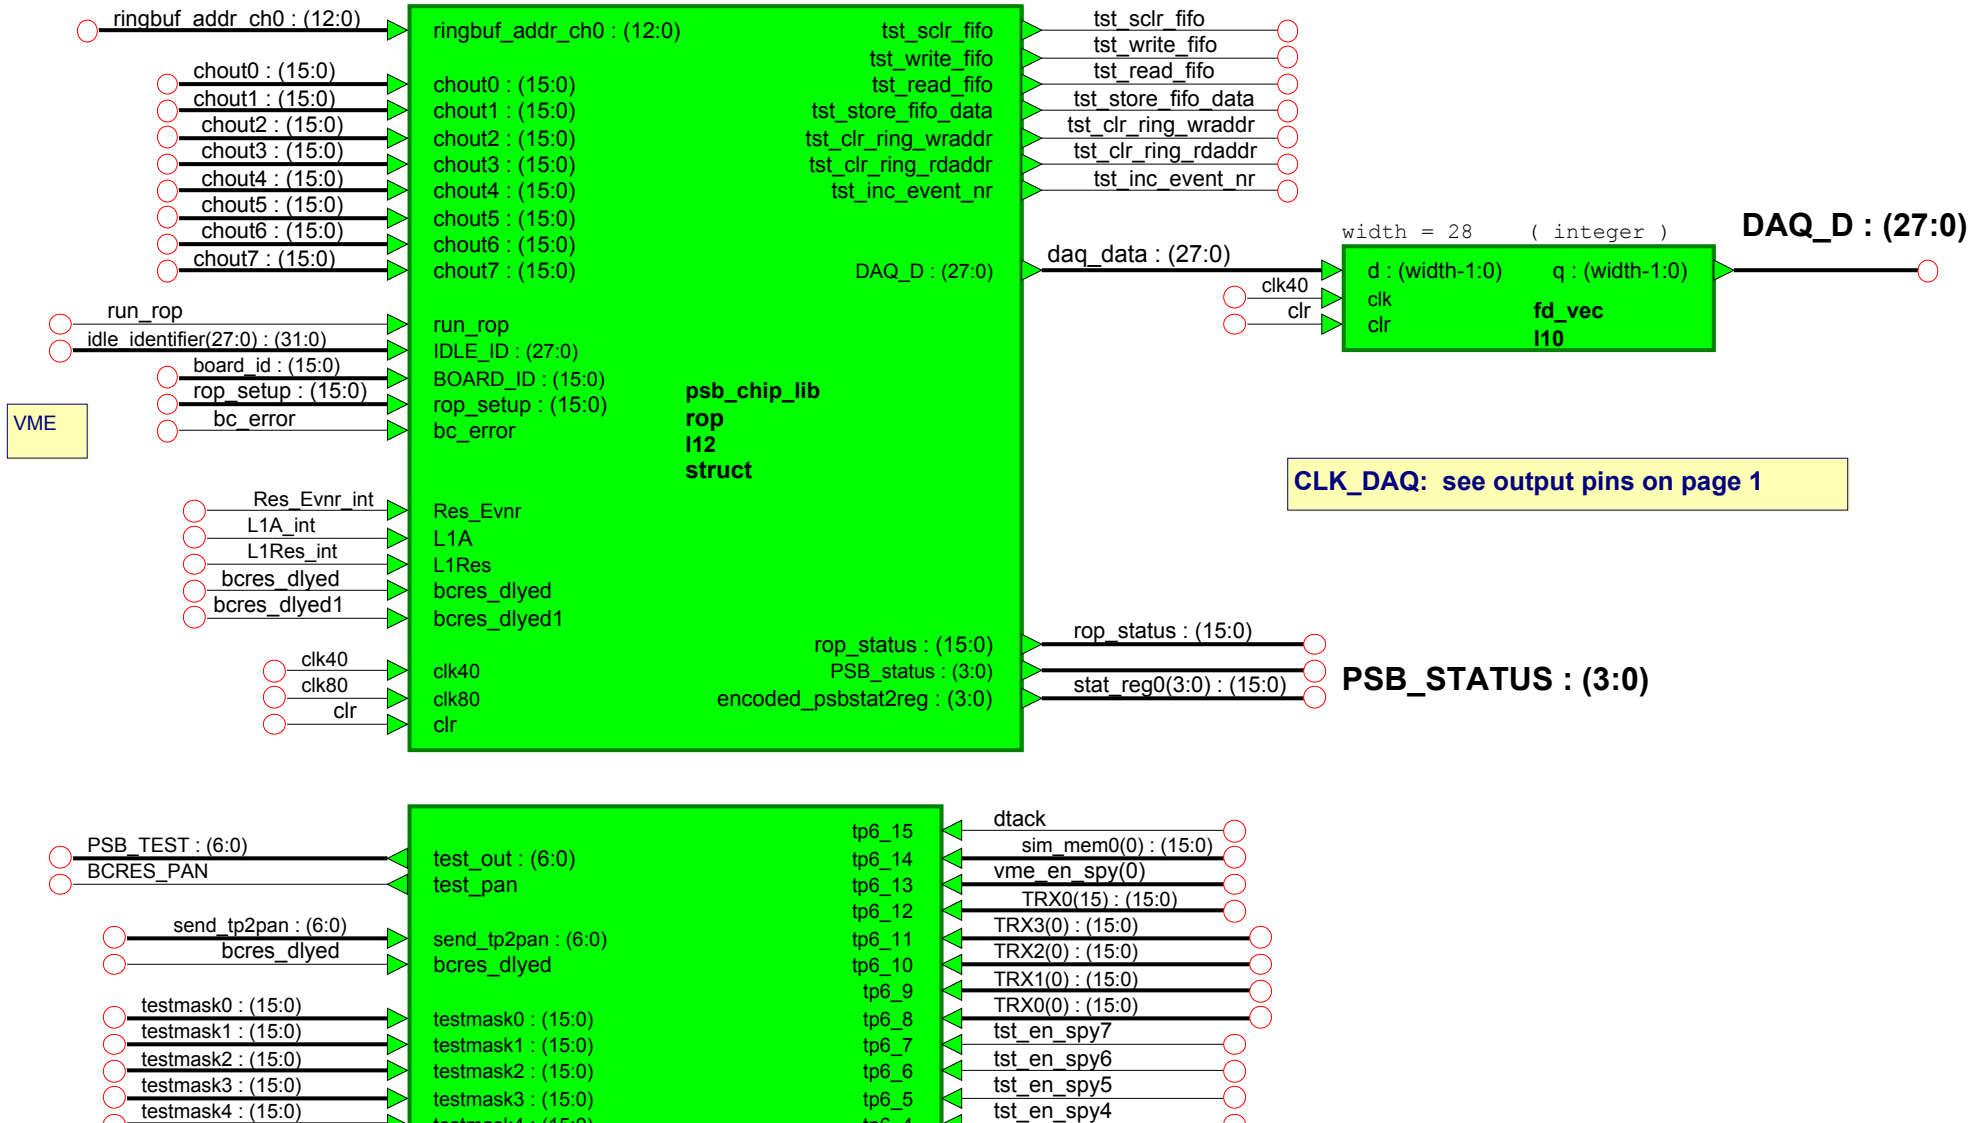 ringbuf_addr_ch0 : (12:0)
chout0 : (15:0)
chout1 : (15:0)
chout2 : (15:0)
chout3 : (15:0)
chout4 : (15:0)
chout5 : (15:0)
chout6 : (15:0)
chout7 : (15:0)
run_rop
idle_identifier(27:0) : (31:0)
board_id : (15:0)
rop_setup : (15:0)
bc_error
VME
Res_Evnr_int
L1A_int
L1Res_int
bcres_dlyed
bcres_dlyed1
clk40
clk80
clr
ringbuf_addr_ch0 : (12:0)
chout0 : (15:0)
chout1 : (15:0)
chout2 : (15:0)
chout3 : (15:0)
chout4 : (15:0)
chout5 : (15:0)
chout6 : (15:0)
chout7 : (15:0)
run_rop
IDLE_ID : (27:0)
BOARD_ID : (15:0)
rop_setup : (15:0)
bc_error
Res_Evnr
L1A
L1Res
bcres_dlyed
bcres_dlyed1
clk40
clk80
clr
psb_chip_lib
rop
I12
struct
tst_sclr_fifo
tst_write_fifo
tst_read_fifo
tst_store_fifo_data
tst_clr_ring_wraddr
tst_clr_ring_rdaddr
tst_inc_event_nr
DAQ_D : (27:0)
rop_status : (15:0)
PSB_status : (3:0)
encoded_psbstat2reg : (3:0)
tst_sclr_fifo
tst_write_fifo
tst_read_fifo
tst_store_fifo_data
tst_clr_ring_wraddr
tst_clr_ring_rdaddr
tst_inc_event_nr
daq_data : (27:0)
clk40
clr
width = 28 ( integer )
d : (width-1:0) q : (width-1:0)
clk
clr
fd_vec
I10
DAQ_D : (27:0)
CLK_DAQ: see output pins on page 1
rop_status : (15:0)
stat_reg0(3:0) : (15:0)
PSB_STATUS : (3:0)
PSB_TEST : (6:0)
BCRES_PAN
send_tp2pan : (6:0)
bcres_dlyed
testmask0 : (15:0)
testmask1 : (15:0)
testmask2 : (15:0)
testmask3 : (15:0)
testmask4 : (15:0)
test_out : (6:0)
test_pan
send_tp2pan : (6:0)
bcres_dlyed
testmask0 : (15:0)
testmask1 : (15:0)
testmask2 : (15:0)
testmask3 : (15:0)
testmask4 : (15:0)
tp6_15
tp6_14
tp6_13
tp6_12
tp6_11
tp6_10
tp6_9
tp6_8
tp6_7
tp6_6
tp6_5
tp6_4
dtack
sim_mem0(0) : (15:0)
vme_en_spy(0)
TRX0(15) : (15:0)
TRX3(0) : (15:0)
TRX2(0) : (15:0)
TRX1(0) : (15:0)
TRX0(0) : (15:0)
tst_en_spy7
tst_en_spy6
tst_en_spy5
tst_en_spy4